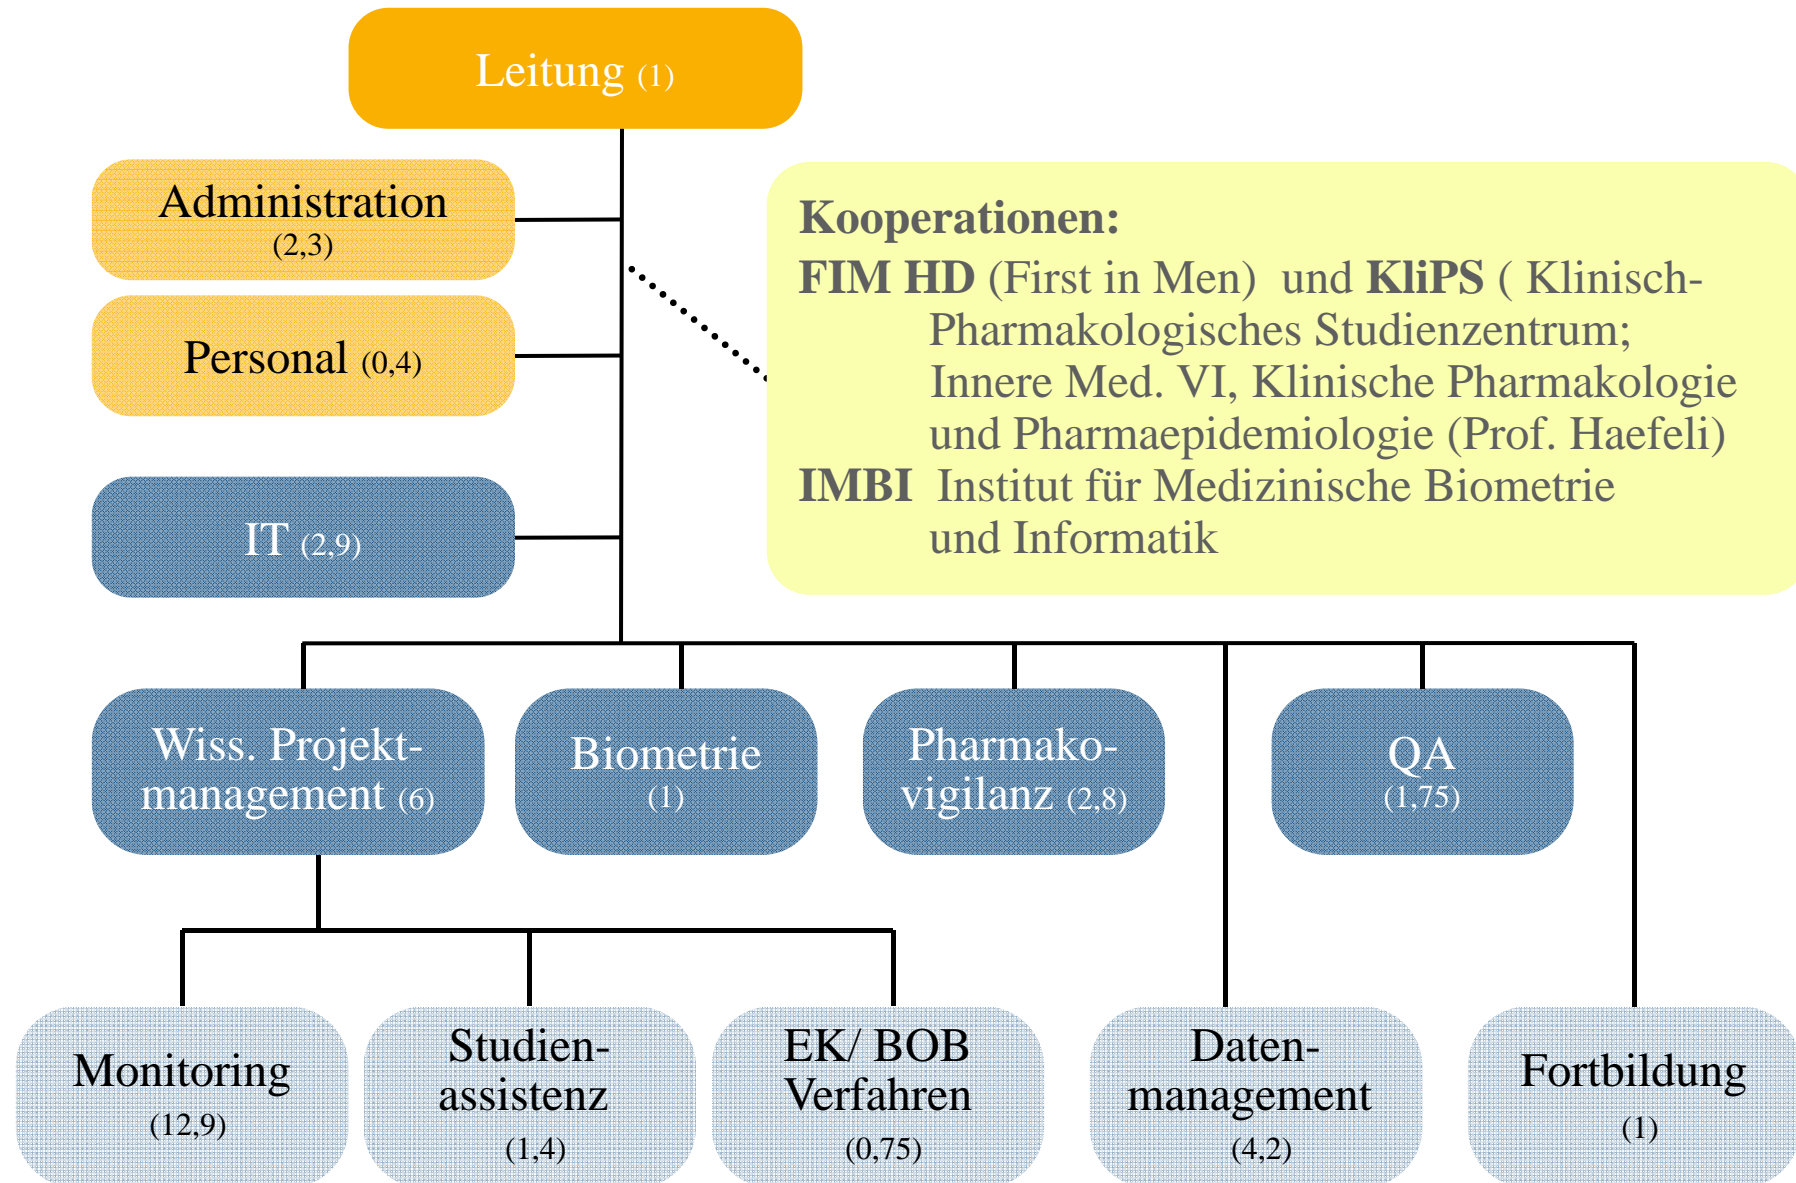 Leitung (1)
Administration
(2,3)
Personal (0,4)
IT (2,9)
Kooperationen:
FIM HD (First in Men)  und KliPS ( Klinisch-
Pharmakologisches Studienzentrum;
Innere Med. VI, Klinische Pharmakologie
und Pharmaepidemiologie (Prof. Haefeli)
IMBI  Institut für Medizinische Biometrie
und Informatik
Wiss. Projekt-
management (6)
Biometrie
(1)
Pharmako-
vigilanz (2,8)
QA
(1,75)
Monitoring
(12,9)
Studien-
assistenz
(1,4)
EK/ BOB
Verfahren
(0,75)
Daten-
management
(4,2)
Fortbildung
(1)